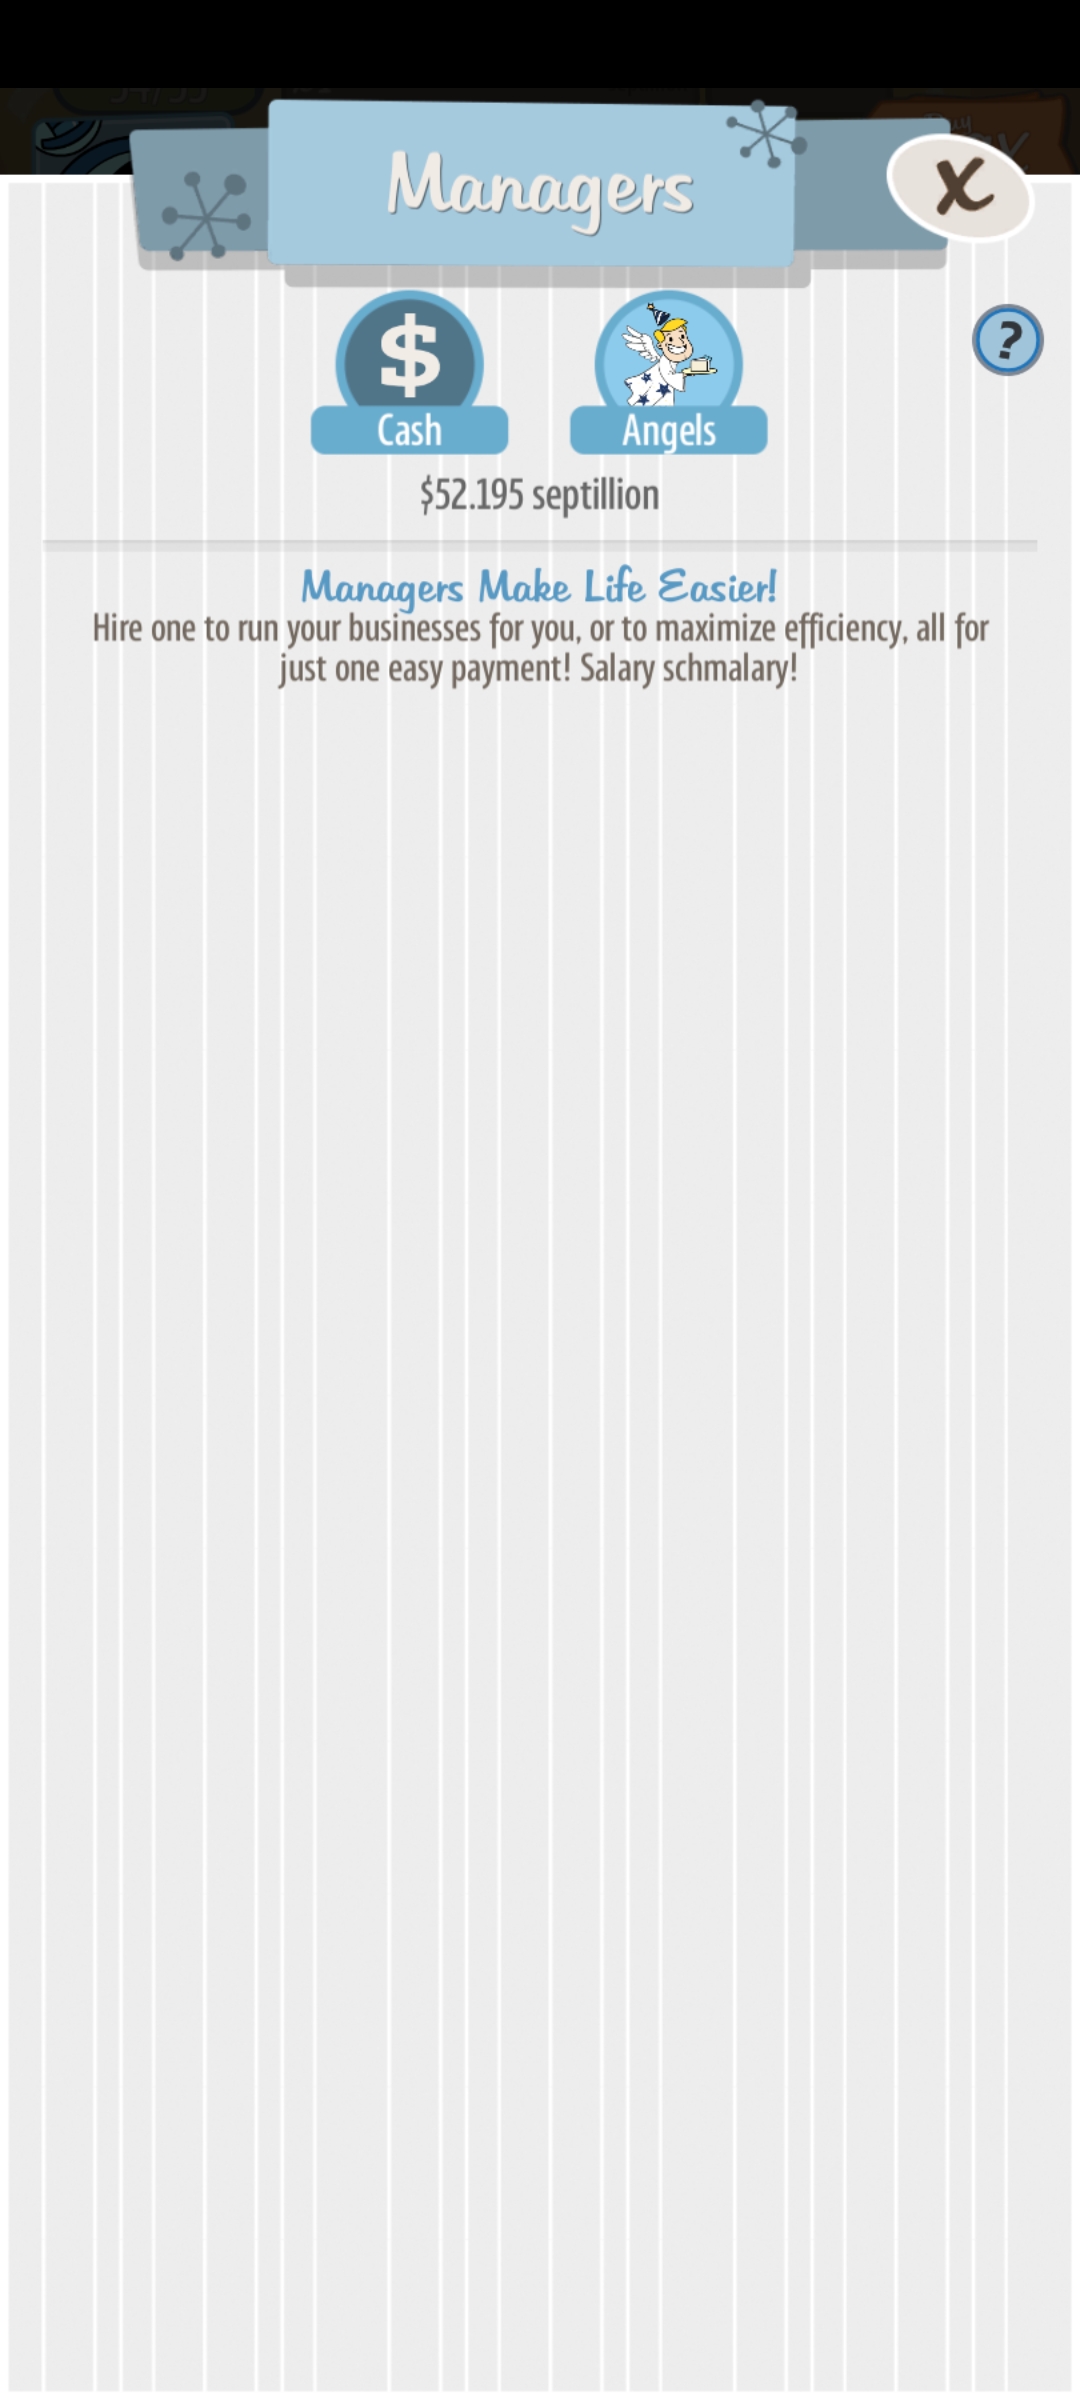 Managers
X
$
?
Cash
Angels
$52.195 septillion
Managers Make Life Easier!
Hire one to run your businesses for you, or to maximize efficiency, all for
just one easy payment! Salary schmalary!